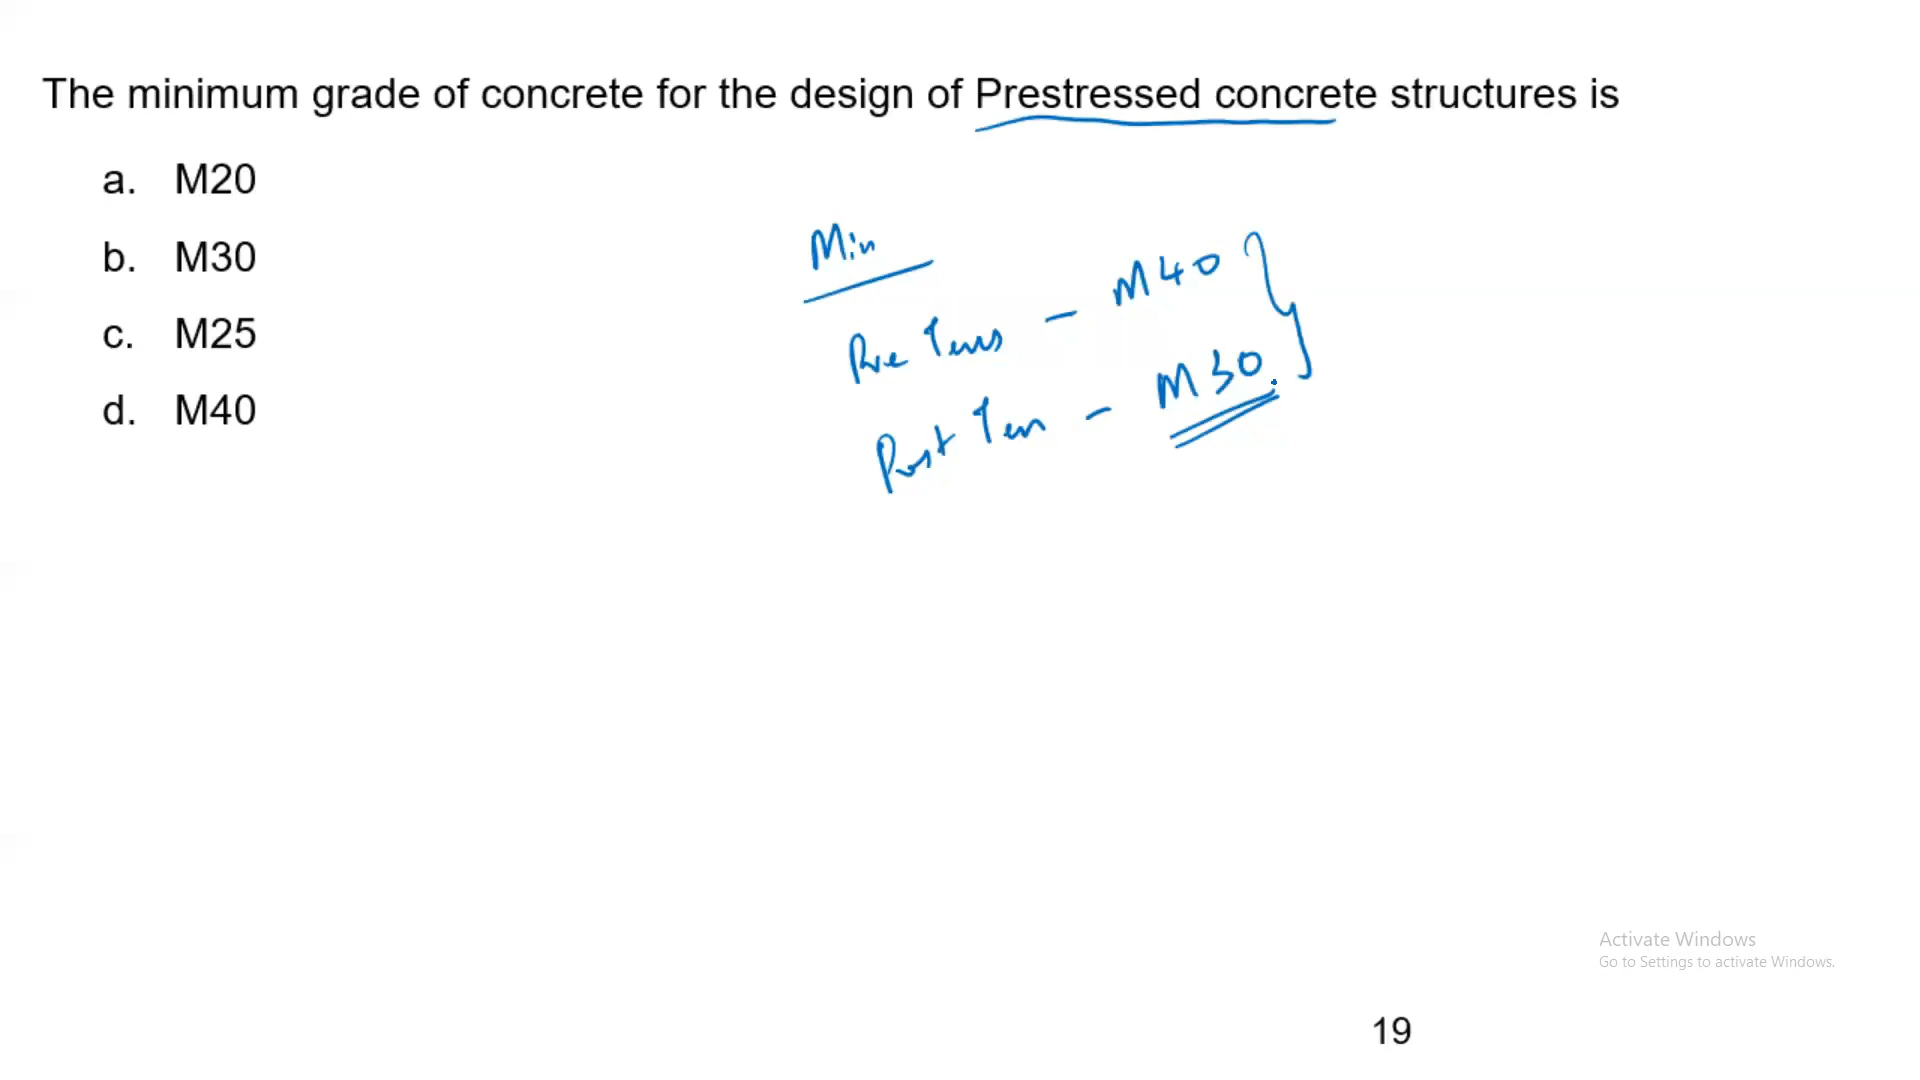 The minimum grade of concrete for the design of Prestressed concrete structures is
a. M20
b. M30
c. M25
d. M40
Min
Pre Tens - M40
Post Ten - M30
Activate Windows
Go to Settings to activate Windows.
19